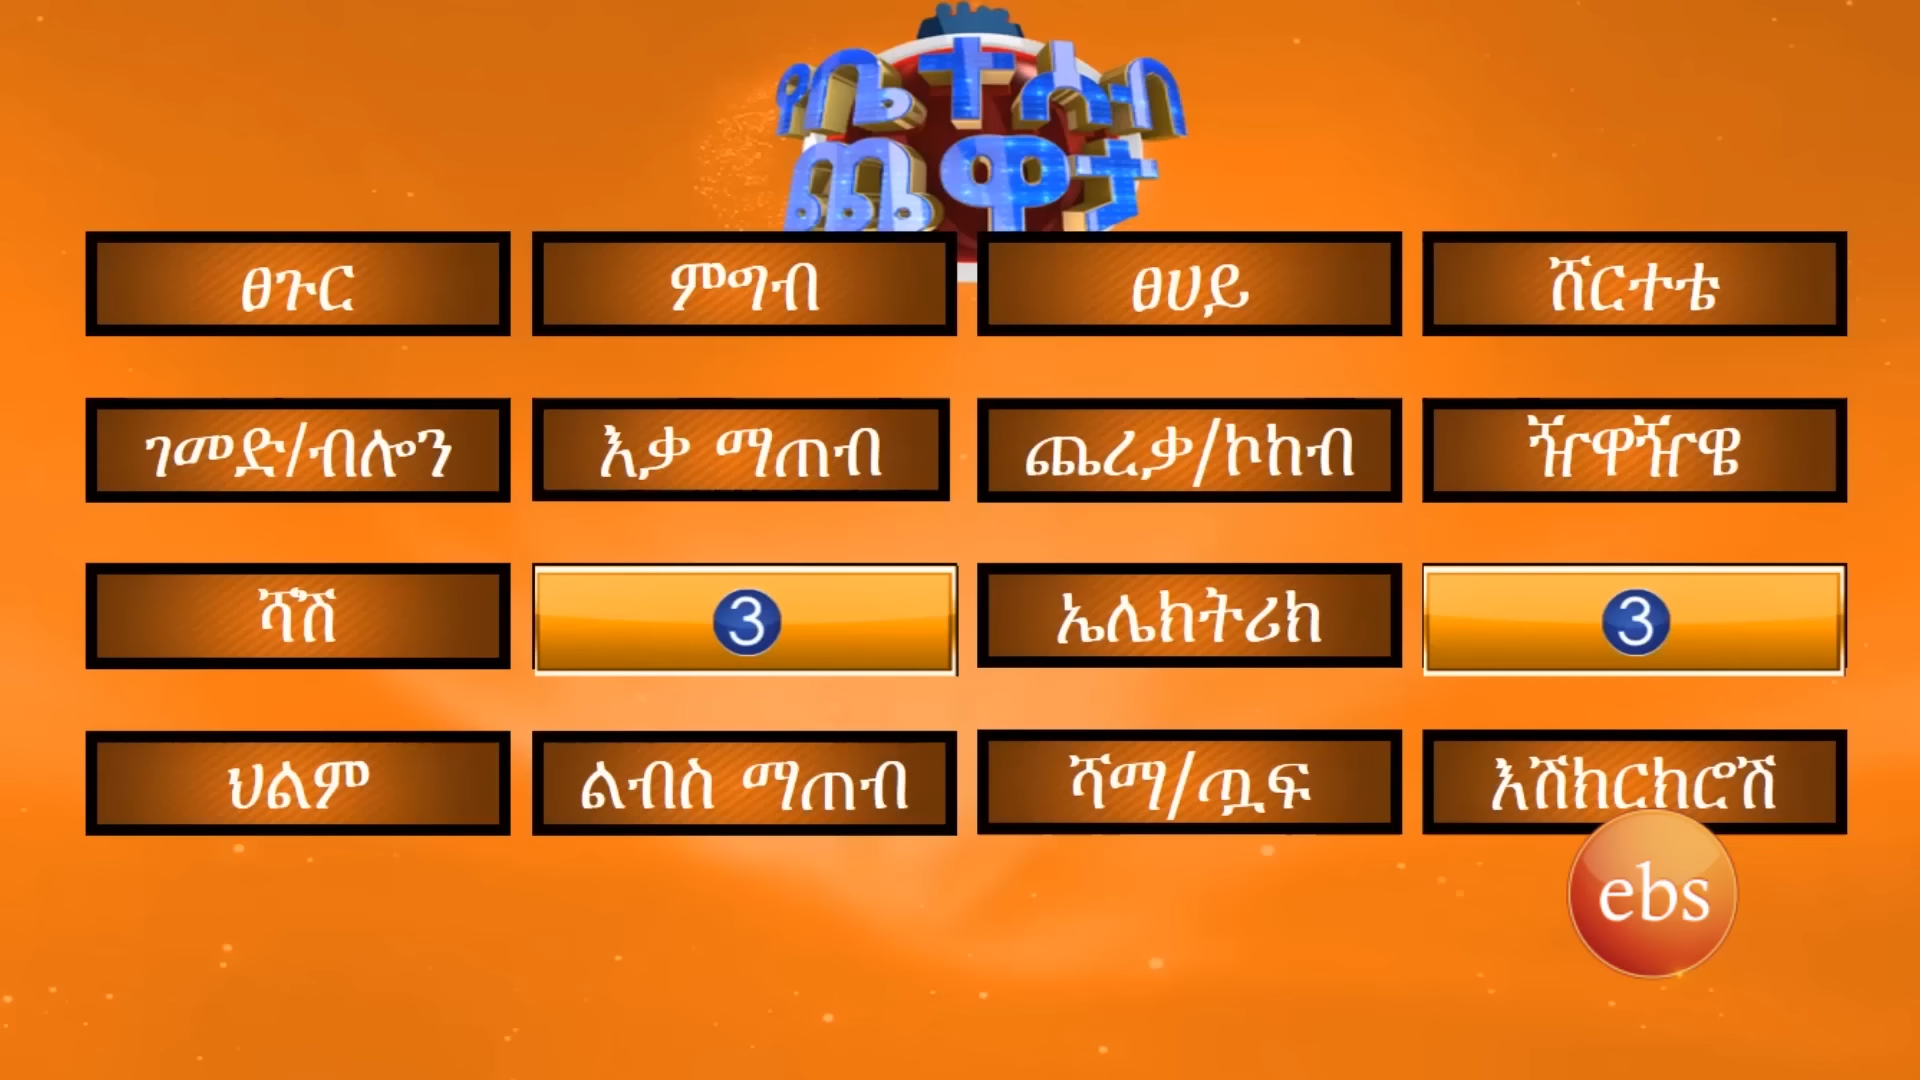 የቤተሰብ
ጨዋታ
ፀጉር ምግብ ፀሀይ ሸርተቴ
ገመድ/ብሎን እቃ ማጠብ ጨረቃ/ኮከብ ዥዋዥዌ
ሻሽ 3 ኤሌክትሪክ 3
ህልም ልብስ ማጠብ ሻማ/ጧፍ እሽክርክሮሽ
ebs